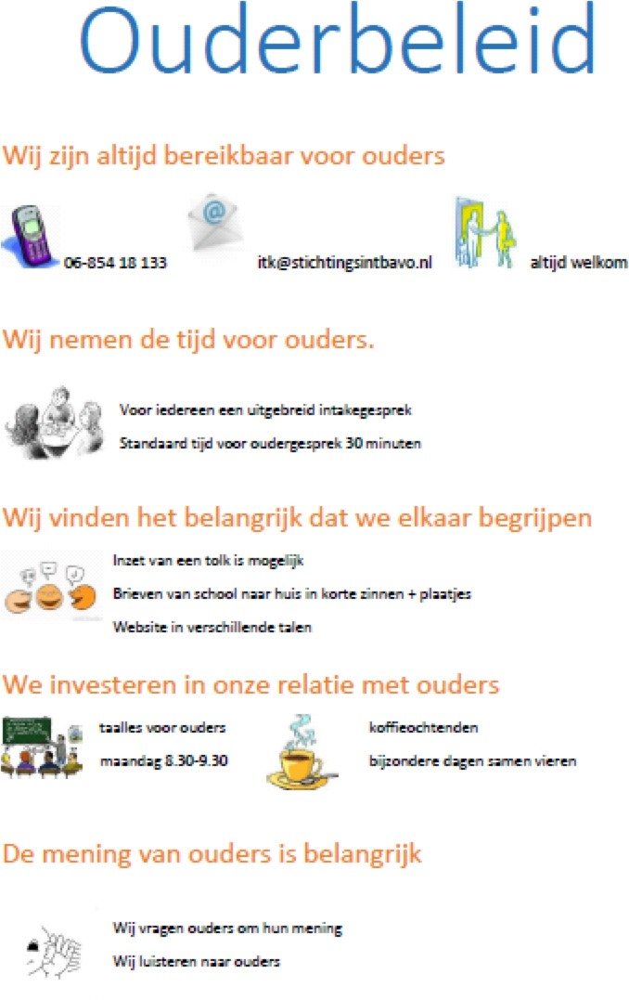 Ouderbeleid
Wij zijn altijd bereikbaar voor ouders
06-854 18 133 itk@stichtingsintbavo.nl altijd welkom
Wij nemen de tijd voor ouders.
Voor iedereen een uitgebreid intakegesprek
Standaard tijd voor oudergesprek 30 minuten
Wij vinden het belangrijk dat we elkaar begrijpen
Inzet van een tolk is mogelijk
Brieven van school naar huis in korte zinnen + plaatjes
Website in verschillende talen
We investeren in onze relatie met ouders
taalles voor ouders koffieochtenden
maandag 8.30-9.30 bijzondere dagen samen vieren
De mening van ouders is belangrijk
Wij vragen ouders om hun mening
Wij luisteren naar ouders